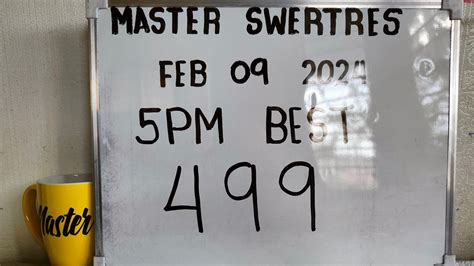 MASTER SWERTRES
FEB 09 2024
5PM BEST
499
Master